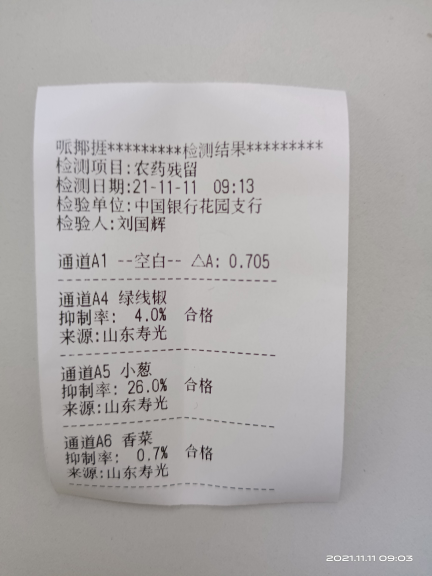 哌揶捱*********检测结果*********
检测项目:农药残留
检测日期:21-11-11 09:13
检验单位:中国银行花园支行
检验人:刘国辉
通道A1 --空白-- △A: 0.705
通道A4 绿线椒
抑制率: 4.0% 合格
来源:山东寿光
通道A5 小葱
抑制率: 26.0% 合格
来源:山东寿光
通道A6 香菜
抑制率: 0.7% 合格
来源:山东寿光
2021.11.11 09:03